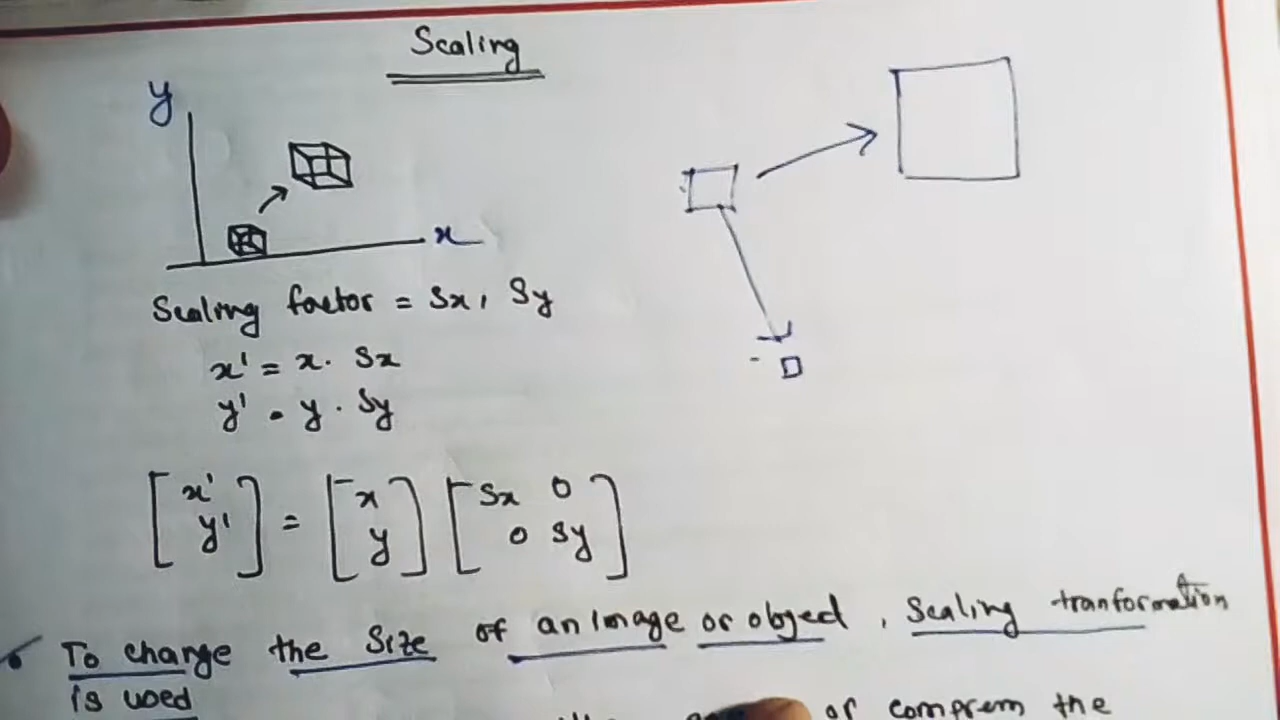 Scaling
y
x
Scaling factor = Sx, Sy
x' = x. Sx
y' = y. Sy
[x' y'] = [x y] [Sx 0 0 Sy]
To change the Size of an Image or object, Scaling tranformation
is used
or comprem the